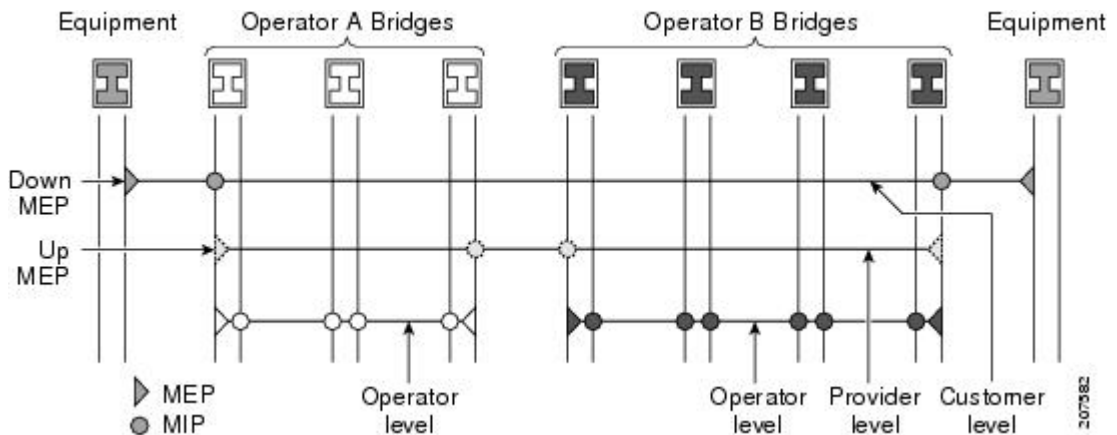 Equipment
Operator A Bridges
Operator B Bridges
Equipment
Down
MEP
Up
MEP
MEP
MIP
Operator
level
Operator
level
Provider
level
Customer
level
207582